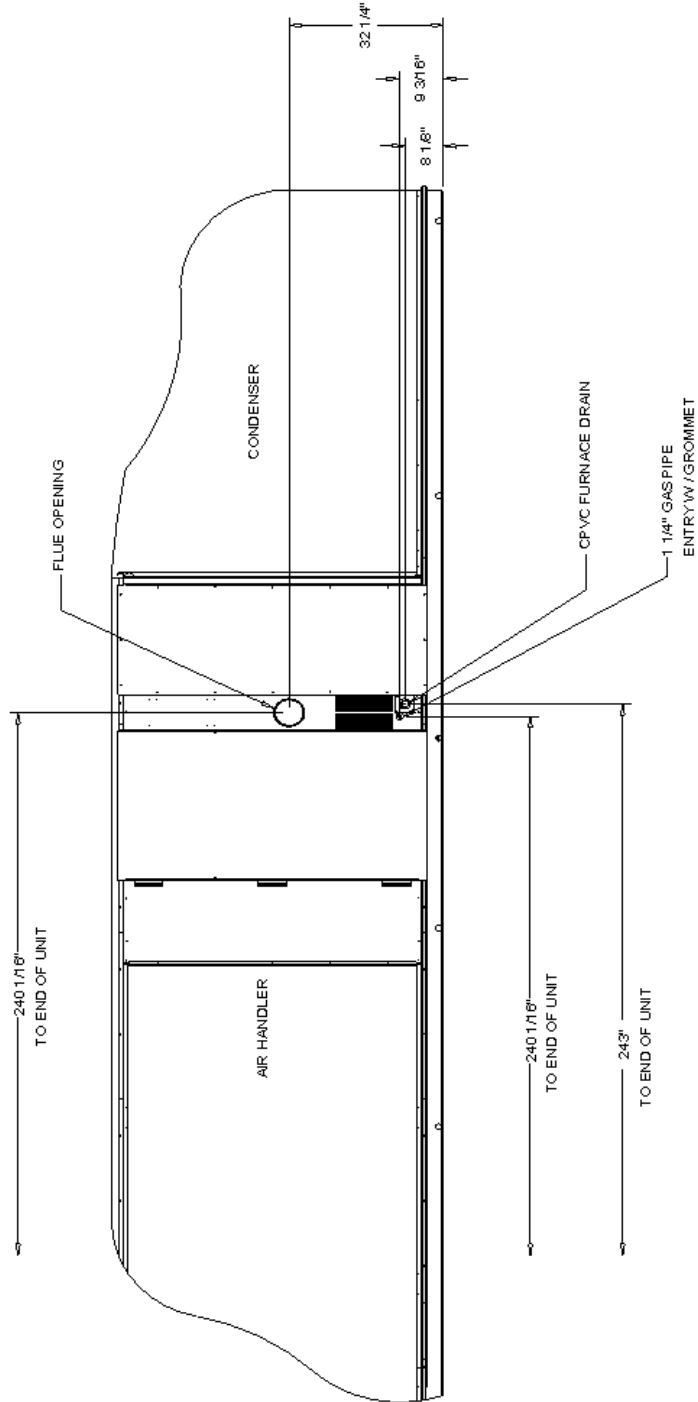 240 1/16"
TO END OF UNIT
FLUE OPENING
AIR HANDLER
CONDENSER
32 1/4"
9 3/16"
8 1/8"
CPVC FURNACE DRAIN
1 1/4" GAS PIPE
ENTRY W / GROMMET
240 1/16"
TO END OF UNIT
243"
TO END OF UNIT